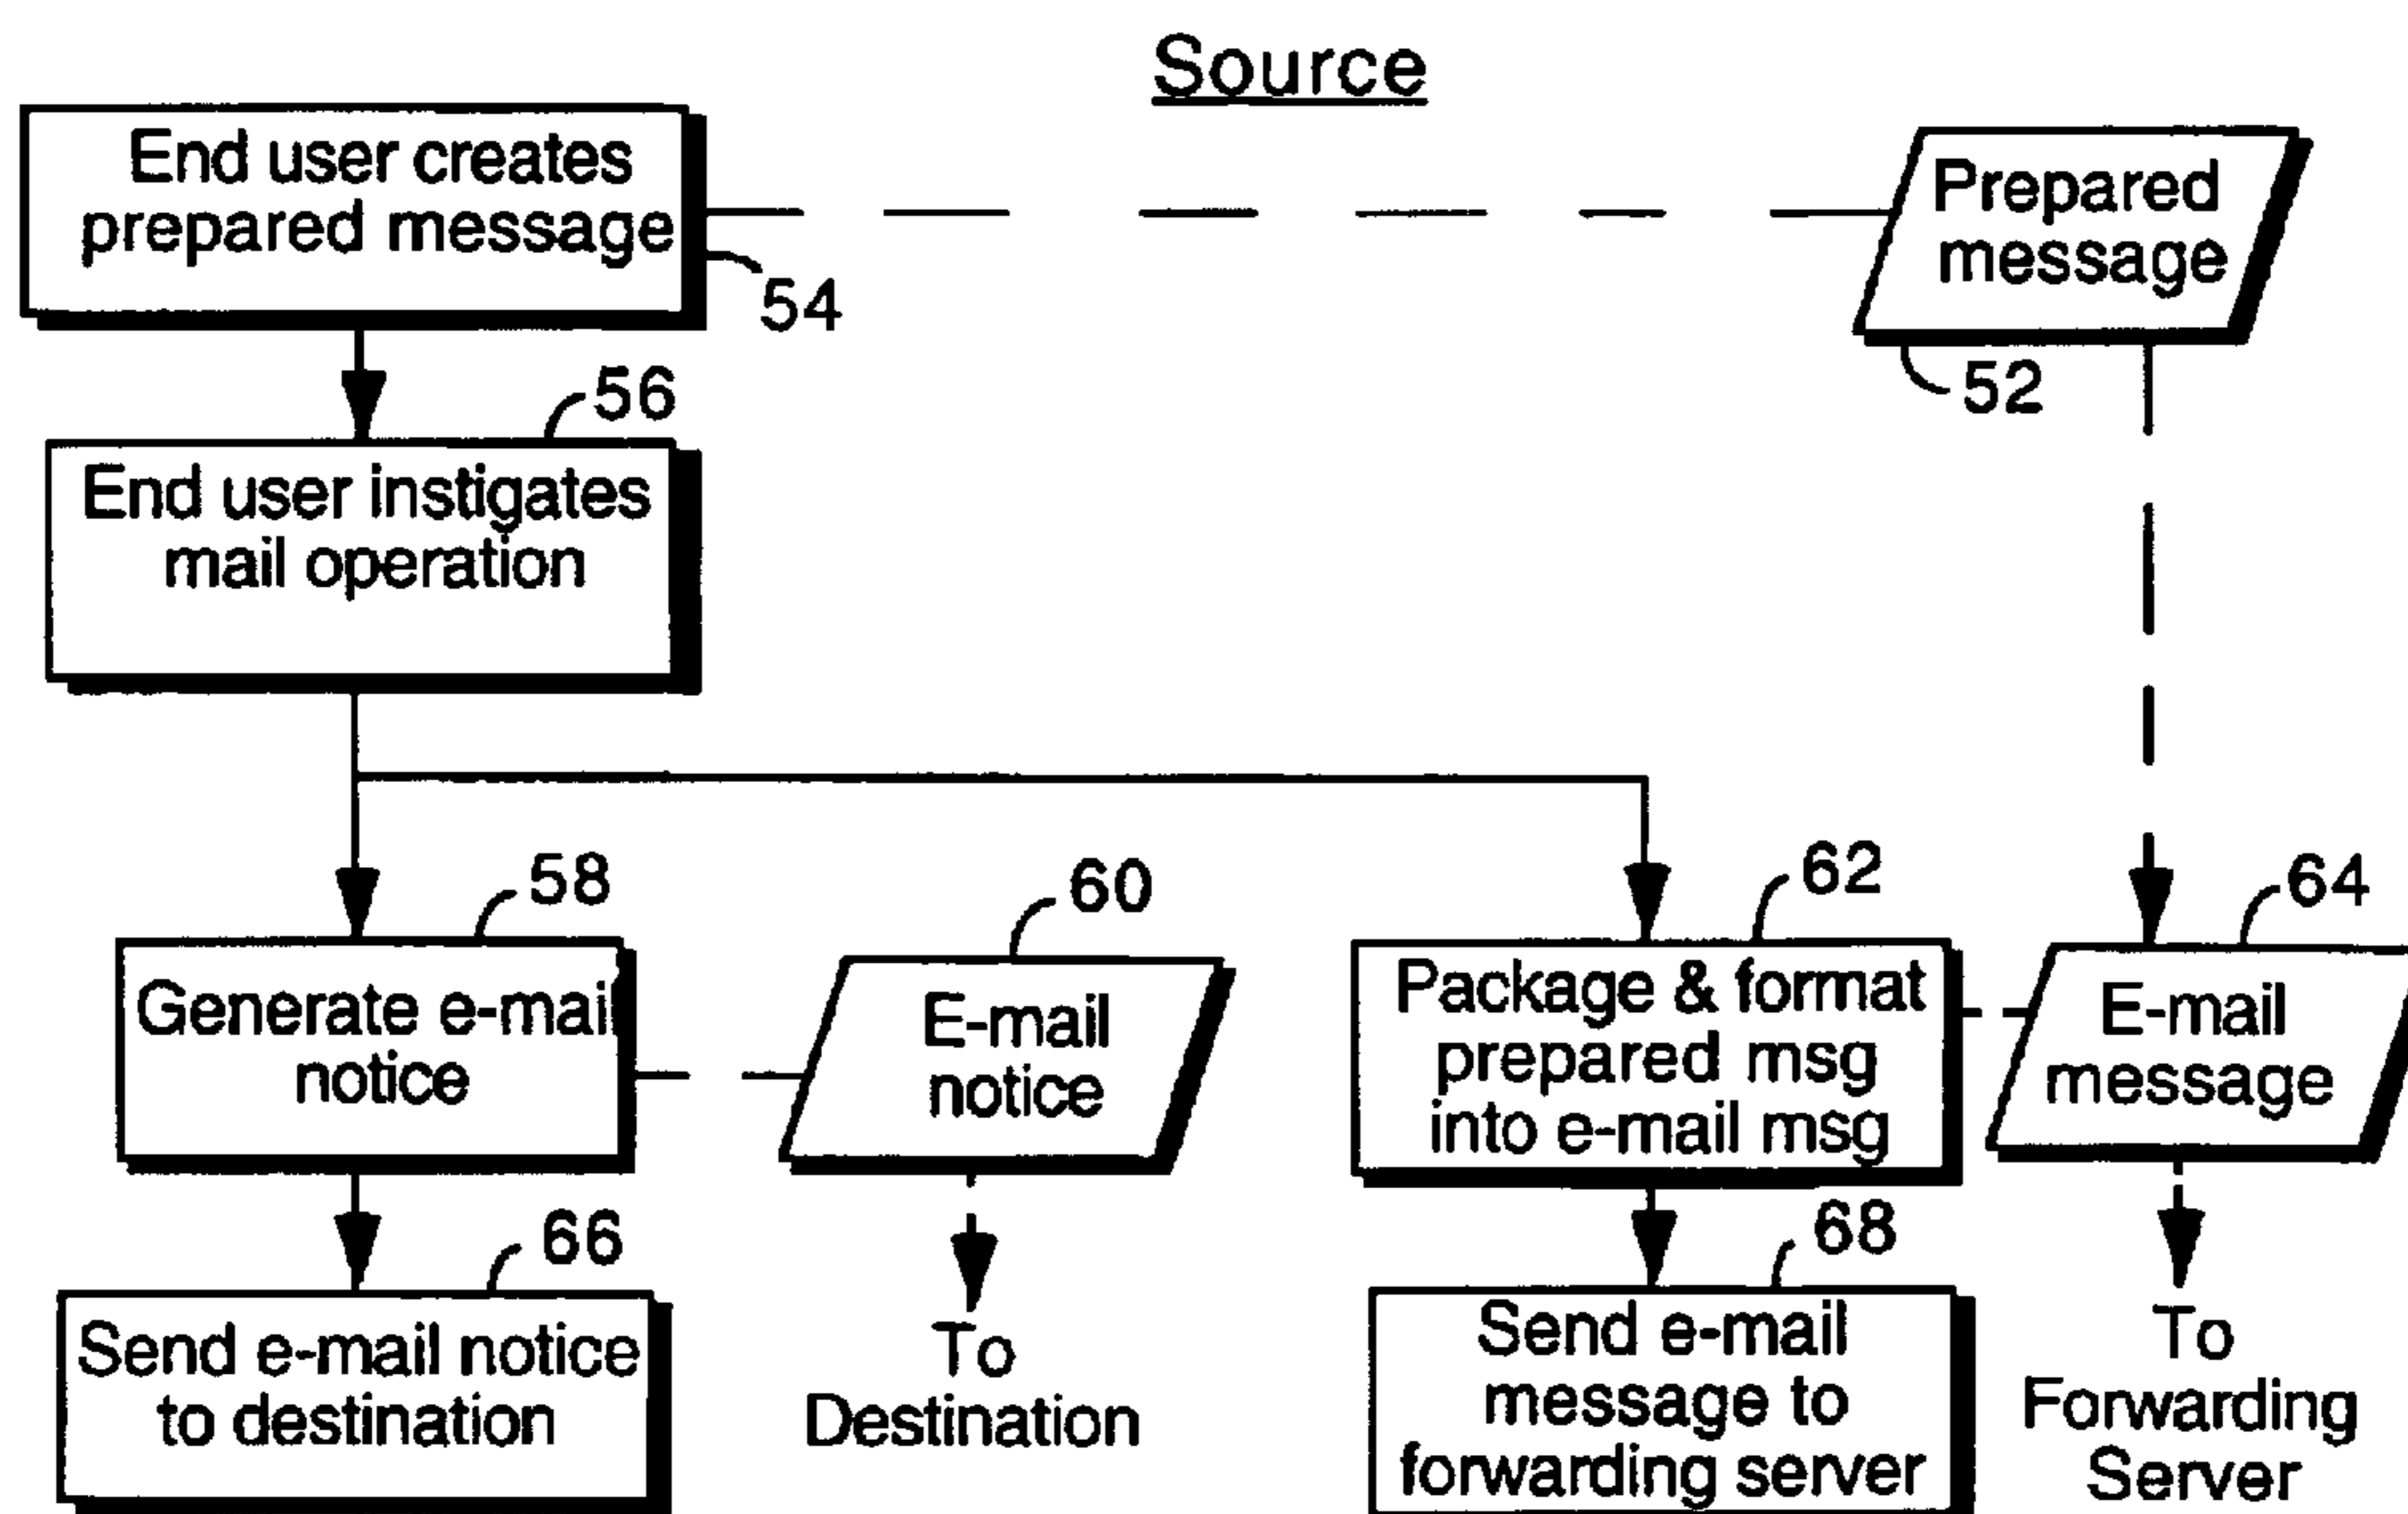 Source
End user creates
prepared message
54
Prepared
message
52
56
End user instigates
mail operation
58
Generate e-mail
notice
60
E-mail
notice
62
Package & format
prepared msg
into e-mail msg
64
E-mail
message
66
Send e-mail notice
to destination
To
Destination
68
Send e-mail
message to
forwarding server
To
Forwarding
Server